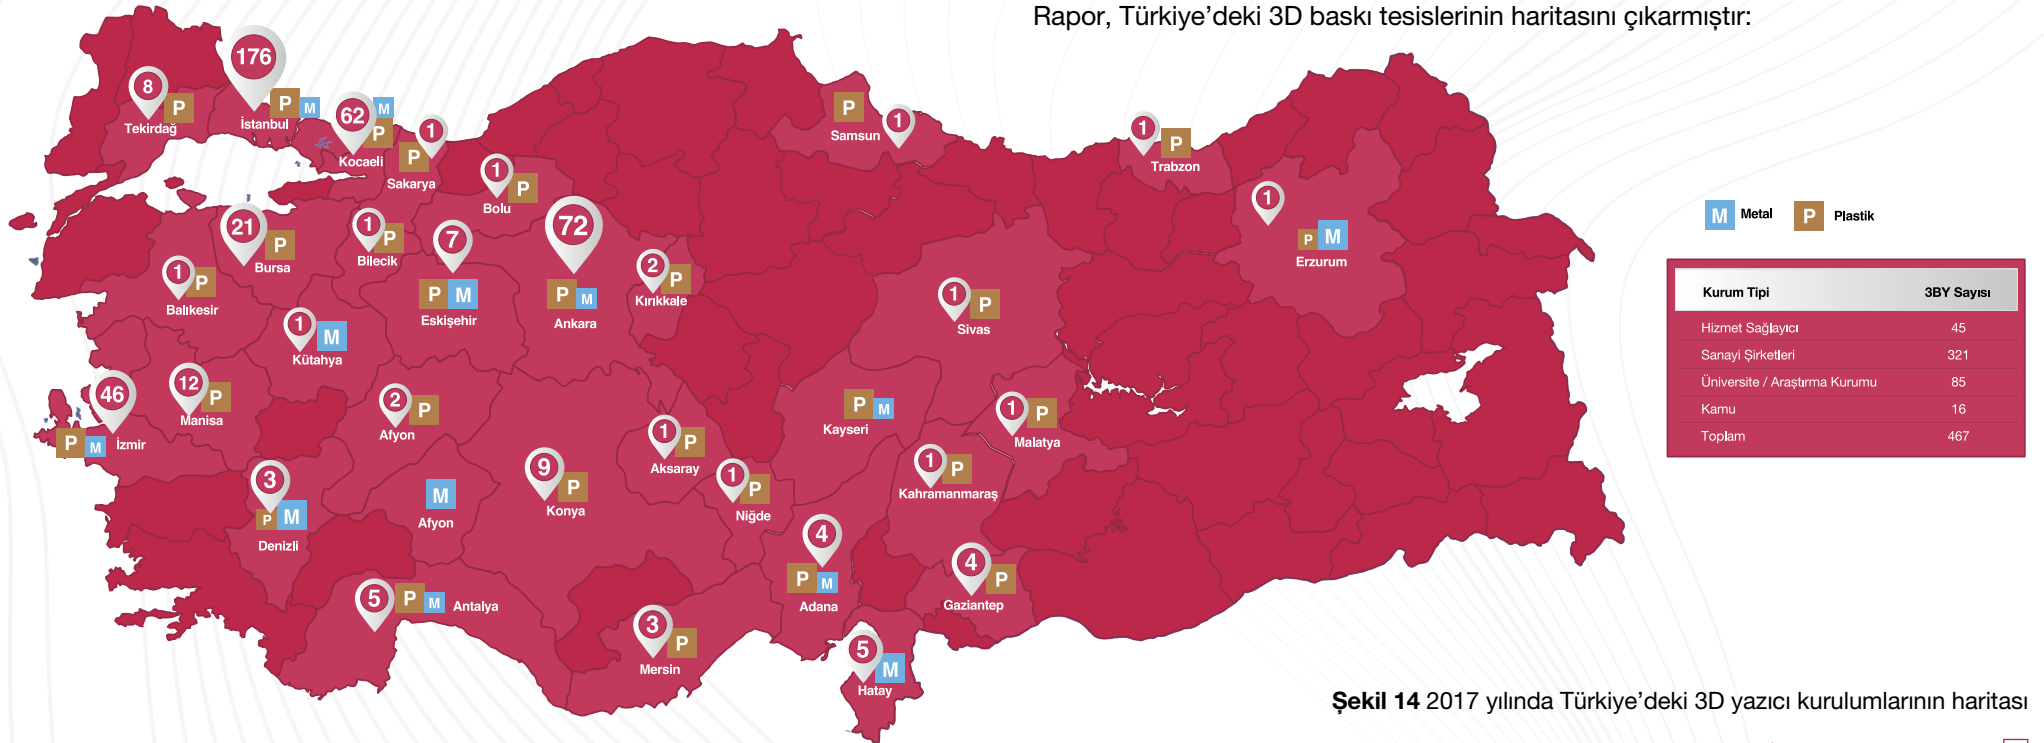 Rapor, Türkiye’deki 3D baskı tesislerinin haritasını çıkarmıştır:
176
8
P
Tekirdağ
P M
İstanbul
62
M
P
Kocaeli
1
P
Sakarya
1
P
Bolu
P
Samsun
1
1
P
Trabzon
1
P M
Erzurum
21
P
Bursa
1
P
Bilecik
7
P M
Eskişehir
72
P M
Ankara
2
P
Kırıkkale
1
P
Balıkesir
1
M
Kütahya
1
P
Sivas
46
P M
İzmir
12
P
Manisa
2
P
Afyon
P M
Kayseri
1
P
Malatya
1
P
Aksaray
1
P
Niğde
1
P
Kahramanmaraş
3
P M
Denizli
M
Afyon
9
P
Konya
4
P M
Adana
4
P
Gaziantep
5
P M
Antalya
3
P
Mersin
5
M
Hatay
M Metal P Plastik
Kurum Tipi 3BY Sayısı
Hizmet Sağlayıcı 45
Sanayi Şirketleri 321
Üniversite / Araştırma Kurumu 85
Kamu 16
Toplam 467
Şekil 14 2017 yılında Türkiye’deki 3D yazıcı kurulumlarının haritası